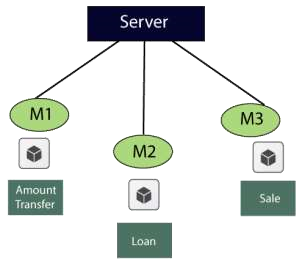 Server
M1
M2
M3
Amount
Transfer
Loan
Sale